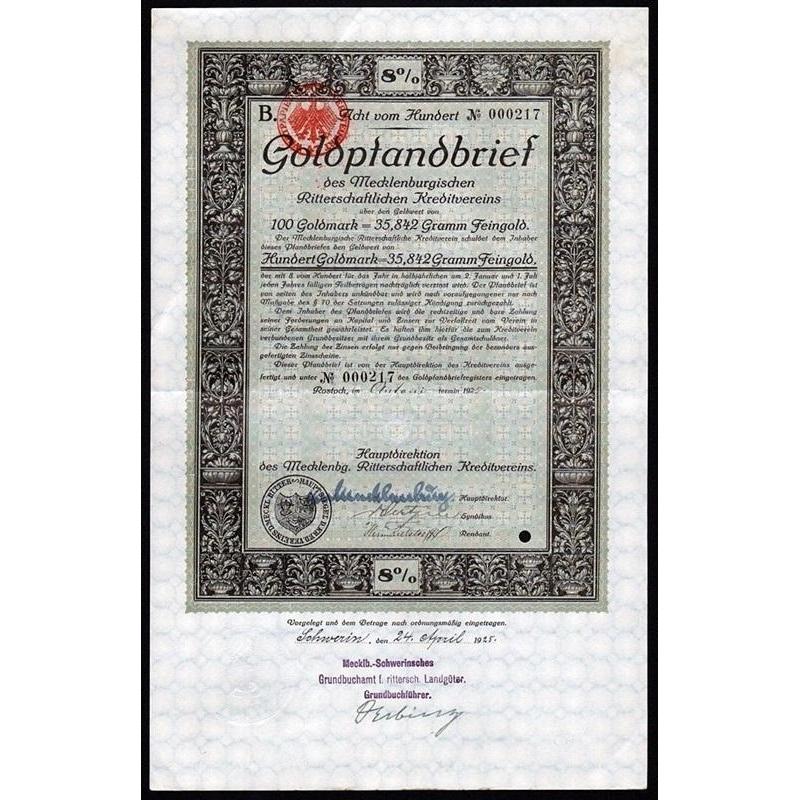 8%
B. Acht vom Hundert № 000217
Goldpfandbrief
des Mecklenburgischen
Ritterschaftlichen Kreditvereins
über den Geldwert von
100 Goldmark = 35,842 Gramm Feingold.
Der Mecklenburgische Ritterschaftliche Kreditverein schuldet dem Inhaber
dieses Pfandbriefes den Geldwert von
Hundert Goldmark = 35,842 Gramm Feingold,
der mit 8 vom Hundert für das Jahr in halbjährlichen am 2. Januar und 1. Juli
jeden Jahres fälligen Teilbeträgen nachträglich verzinst wird. Der Pfandbrief ist
von seiten des Inhabers unkündbar und wird nach voraufgegangener nur nach
Maßgabe des § 70 der Satzungen zulässiger Kündigung zurückgezahlt.
Dem Inhaber des Pfandbriefes wird die rechtzeitige und bare Zahlung
seiner Forderungen an Kapital und Zinsen zur Verfallzeit vom Verein in
seiner Gesamtheit gewährleistet. Es haften ihm hierfür die zum Kreditverein
verbundenen Grundbesitzer mit ihrem Grundbesitz als Gesamtschuldner.
Die Zahlung der Zinsen erfolgt nur gegen Beibringung der besonders aus-
gefertigten Zinsscheine.
Dieser Pfandbrief ist von der Hauptdirektion des Kreditvereins ausge-
fertigt und unter № 000217 des Goldpfandbriefregisters eingetragen.
Rostock, im termin 192
Hauptdirektion
des Mecklenbg. Ritterschaftlichen Kreditvereins.
Hauptdirektor.
Syndikus
Rendant.
8%
Vorgelegt und dem Betrage nach ordnungsmäßig eingetragen.
Schwerin, den 24. April 1925.
Mecklb.-Schwerinsches
Grundbuchamt f. rittersch. Landgüter.
Grundbuchführer.